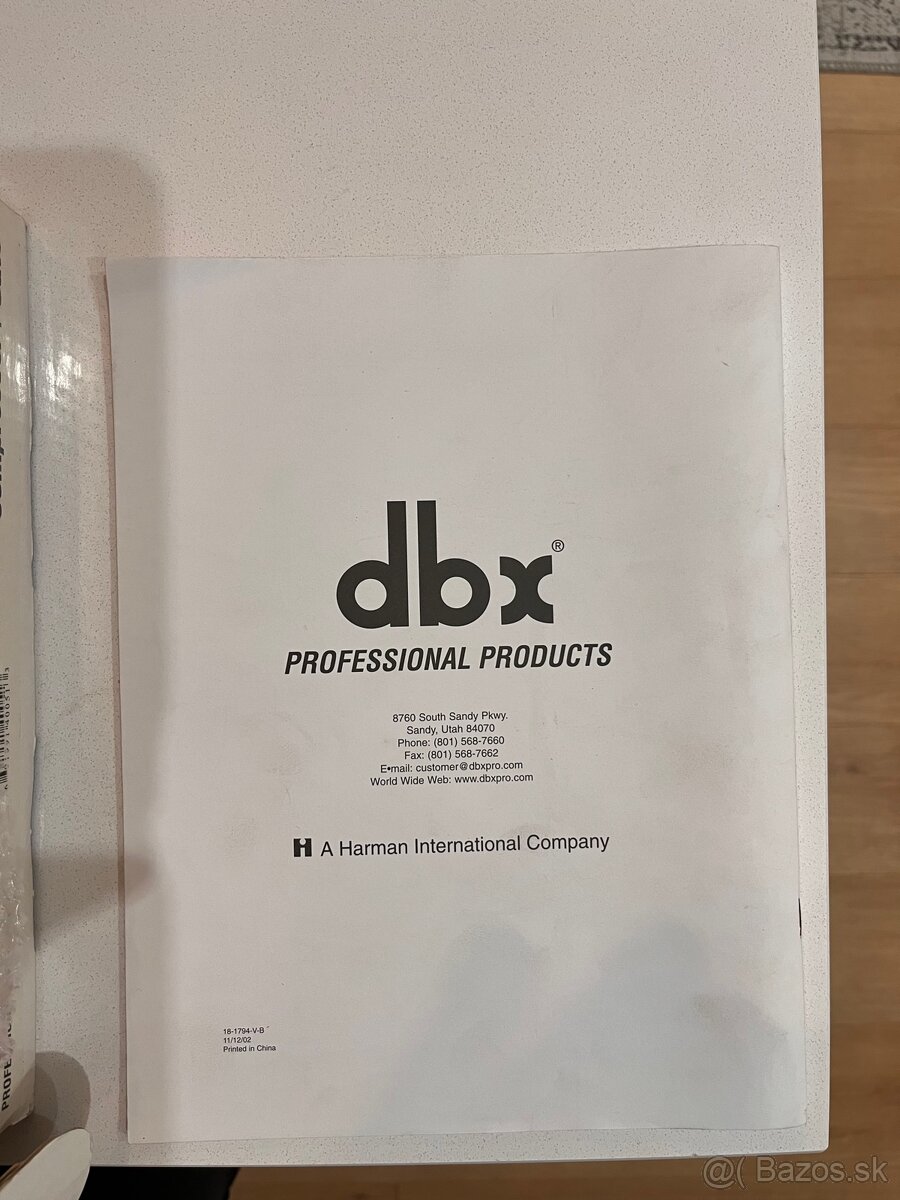 dbx®
PROFESSIONAL PRODUCTS
8760 South Sandy Pkwy.
Sandy, Utah 84070
Phone: (801) 568-7660
Fax: (801) 568-7662
E•mail: customer@dbxpro.com
World Wide Web: www.dbxpro.com
A Harman International Company
18-1794-V-B
11/12/02
Printed in China
PROFE
@( Bazos.sk